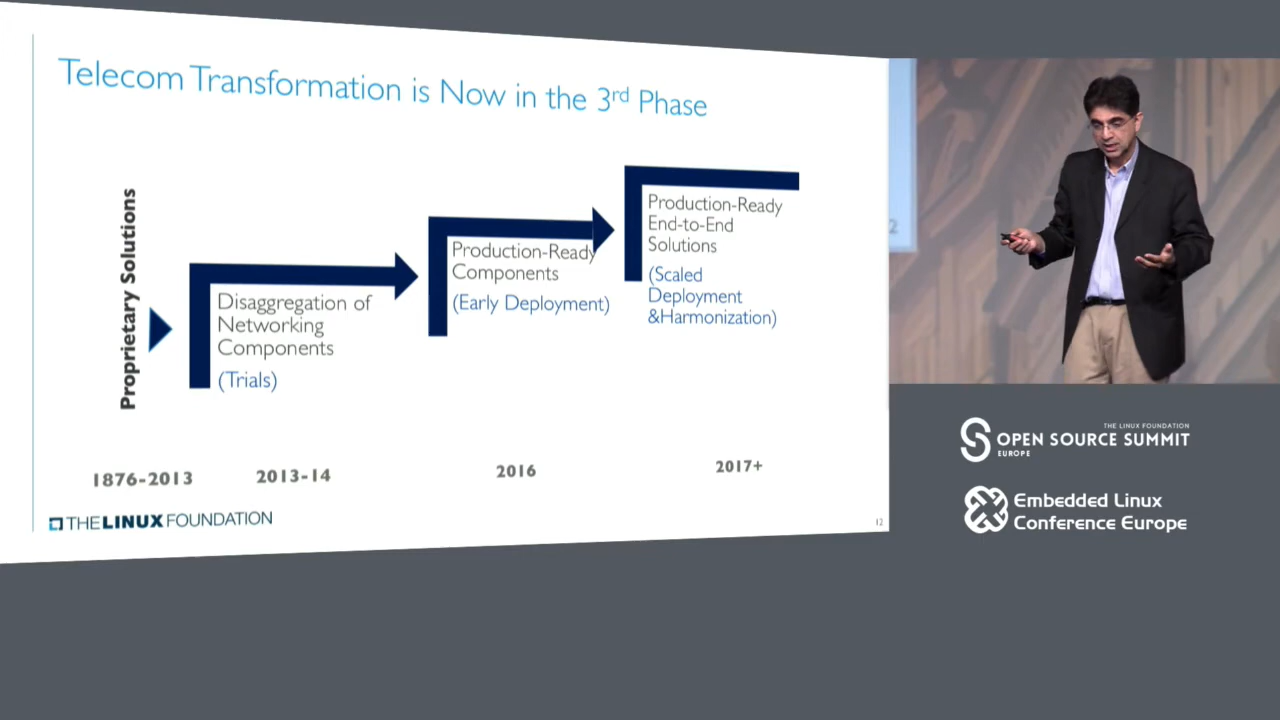 Telecom Transformation is Now in the 3rd Phase
Proprietary Solutions
Disaggregation of
Networking
Components
(Trials)
Production-Ready
Components
(Early Deployment)
Production-Ready
End-to-End
Solutions
(Scaled
Deployment
&Harmonization)
1876-2013
2013-14
2016
2017+
THE LINUX FOUNDATION
12
2
THE LINUX FOUNDATION
OPEN SOURCE SUMMIT
EUROPE
Embedded Linux
Conference Europe